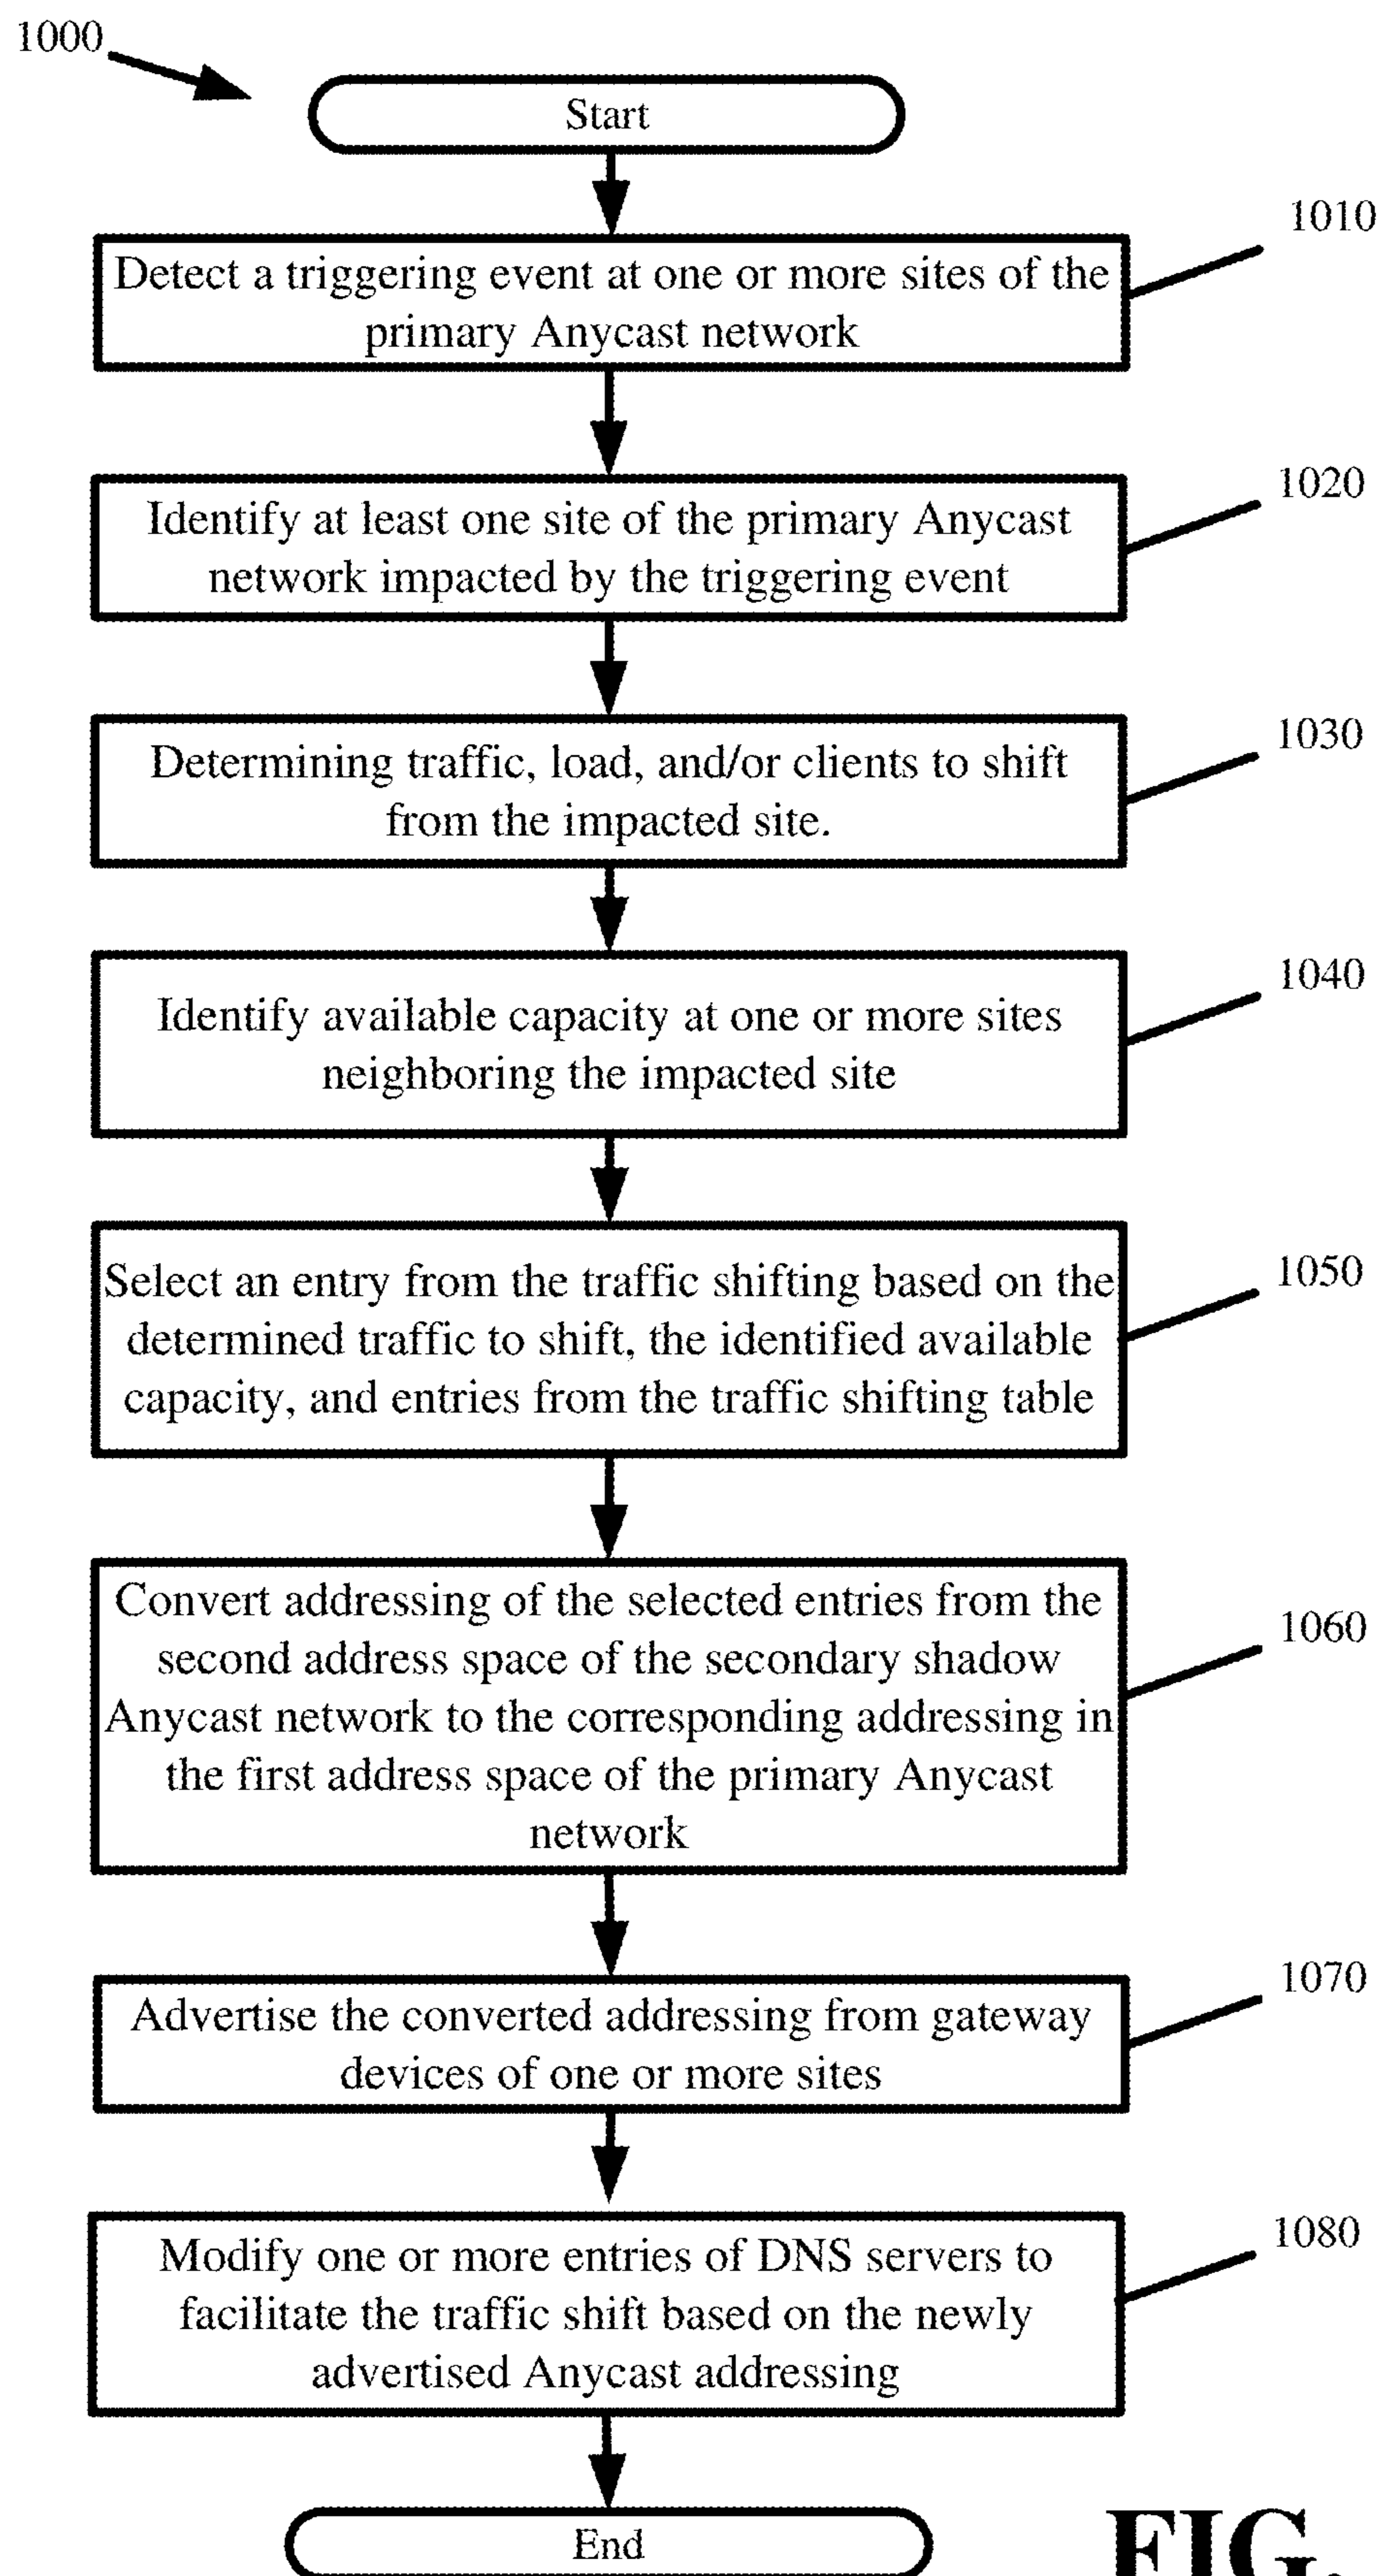 1000
Start
1010
Detect a triggering event at one or more sites of the
primary Anycast network
1020
Identify at least one site of the primary Anycast
network impacted by the triggering event
1030
Determining traffic, load, and/or clients to shift
from the impacted site.
1040
Identify available capacity at one or more sites
neighboring the impacted site
1050
Select an entry from the traffic shifting based on the
determined traffic to shift, the identified available
capacity, and entries from the traffic shifting table
1060
Convert addressing of the selected entries from the
second address space of the secondary shadow
Anycast network to the corresponding addressing in
the first address space of the primary Anycast
network
1070
Advertise the converted addressing from gateway
devices of one or more sites
1080
Modify one or more entries of DNS servers to
facilitate the traffic shift based on the newly
advertised Anycast addressing
End
FIG.